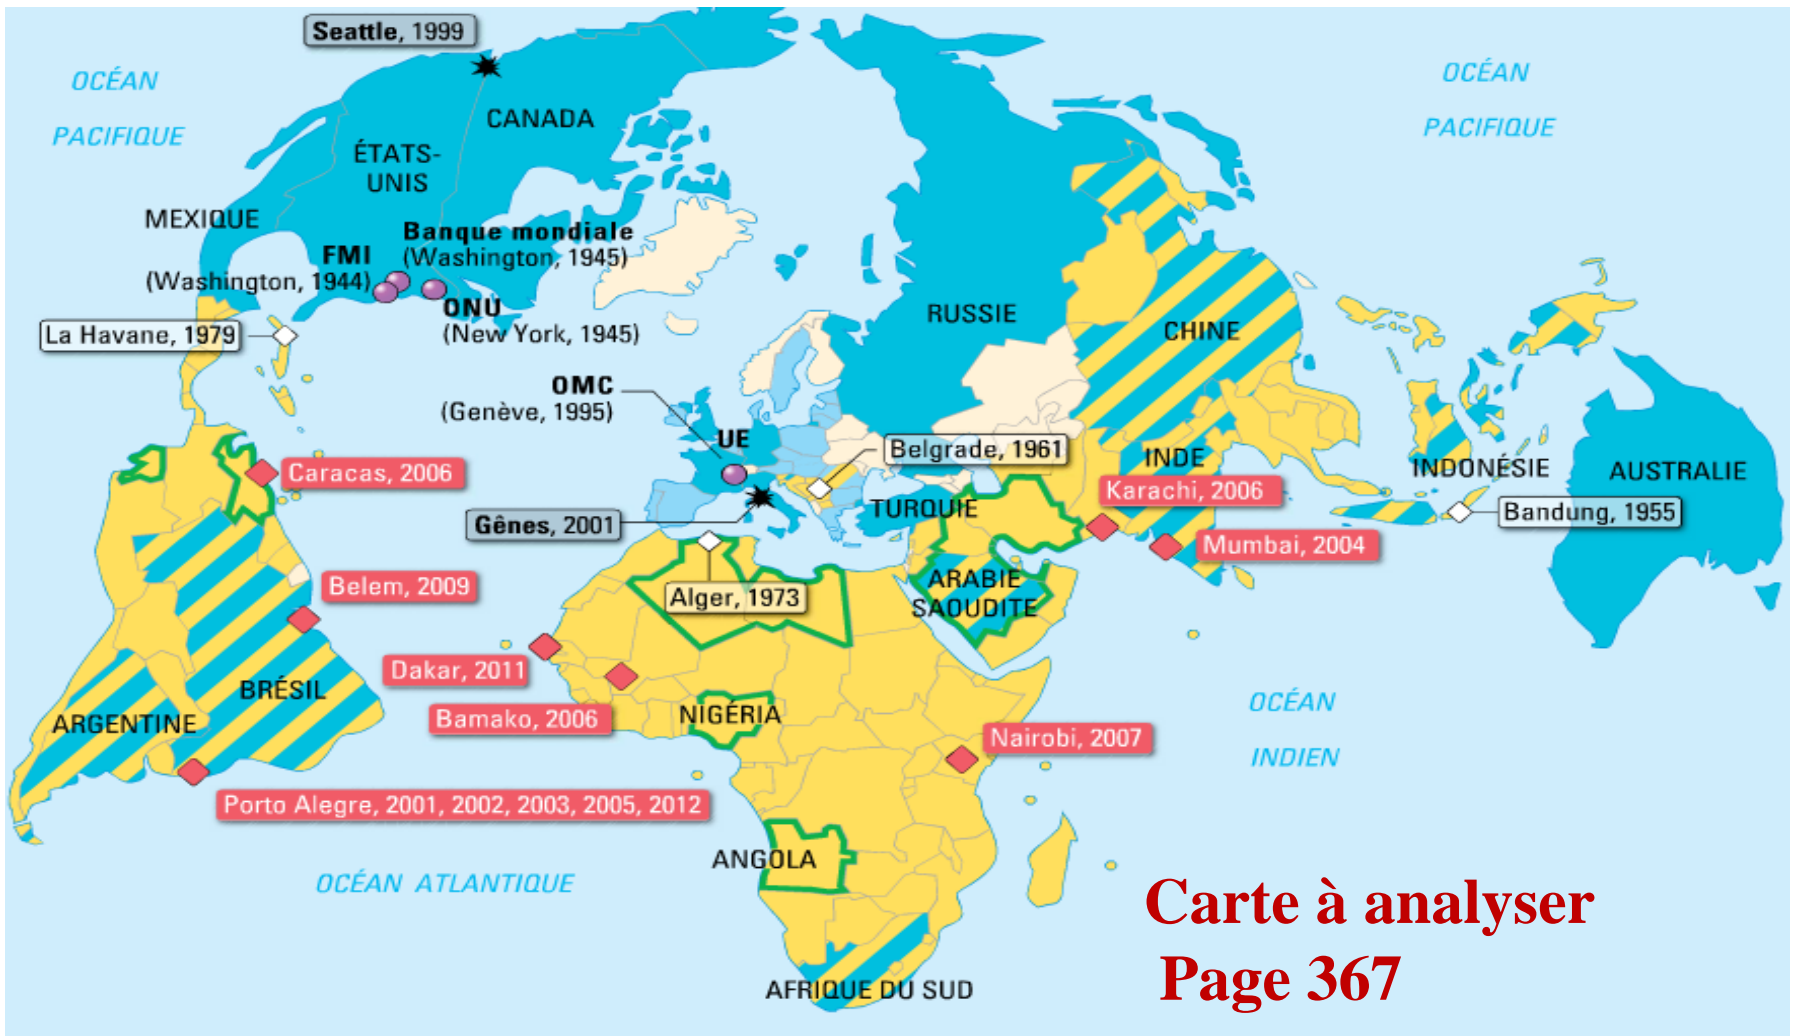 Seattle, 1999
OCÉAN
PACIFIQUE
OCÉAN
PACIFIQUE
CANADA
ÉTATS-
UNIS
MEXIQUE
Banque mondiale
(Washington, 1945)
FMI
(Washington, 1944)
ONU
(New York, 1945)
La Havane, 1979
RUSSIE
CHINE
OMC
(Genève, 1995)
UE
Belgrade, 1961
INDE
INDONÉSIE
AUSTRALIE
Caracas, 2006
Karachi, 2006
TURQUIE
Gênes, 2001
Bandung, 1955
Mumbai, 2004
Belem, 2009
Alger, 1973
ARABIE
SAOUDITE
Dakar, 2011
BRÉSIL
ARGENTINE
Bamako, 2006
NIGÉRIA
Nairobi, 2007
OCÉAN
INDIEN
Porto Alegre, 2001, 2002, 2003, 2005, 2012
ANGOLA
OCÉAN ATLANTIQUE
AFRIQUE DU SUD
Carte à analyser
Page 367